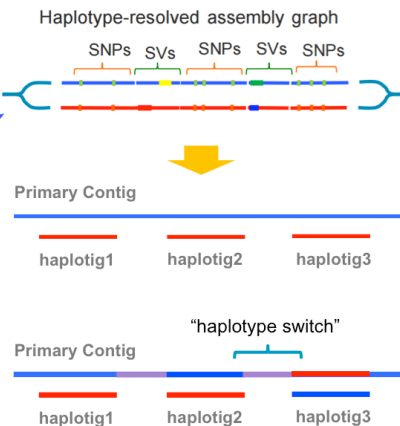 Haplotype-resolved assembly graph
SNPs SVs SNPs SVs SNPs
Primary Contig
haplotig1 haplotig2 haplotig3
"haplotype switch"
Primary Contig
haplotig1 haplotig2 haplotig3